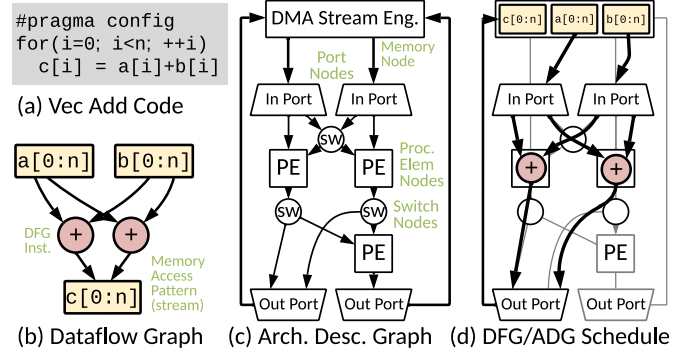 #pragma config
for(i=0; i<n; ++i)
c[i] = a[i]+b[i]
(a) Vec Add Code
a[0:n]
b[0:n]
+
+
DFG
Inst.
c[0:n]
Memory
Access
Pattern
(stream)
(b) Dataflow Graph
DMA Stream Eng.
Port
Nodes
Memory
Node
In Port
In Port
SW
PE
PE
Proc.
Elem
Nodes
SW
SW
Switch
Nodes
PE
Out Port
Out Port
(c) Arch. Desc. Graph
c[0:n]
a[0:n]
b[0:n]
In Port
In Port
+
+
PE
Out Port
Out Port
(d) DFG/ADG Schedule